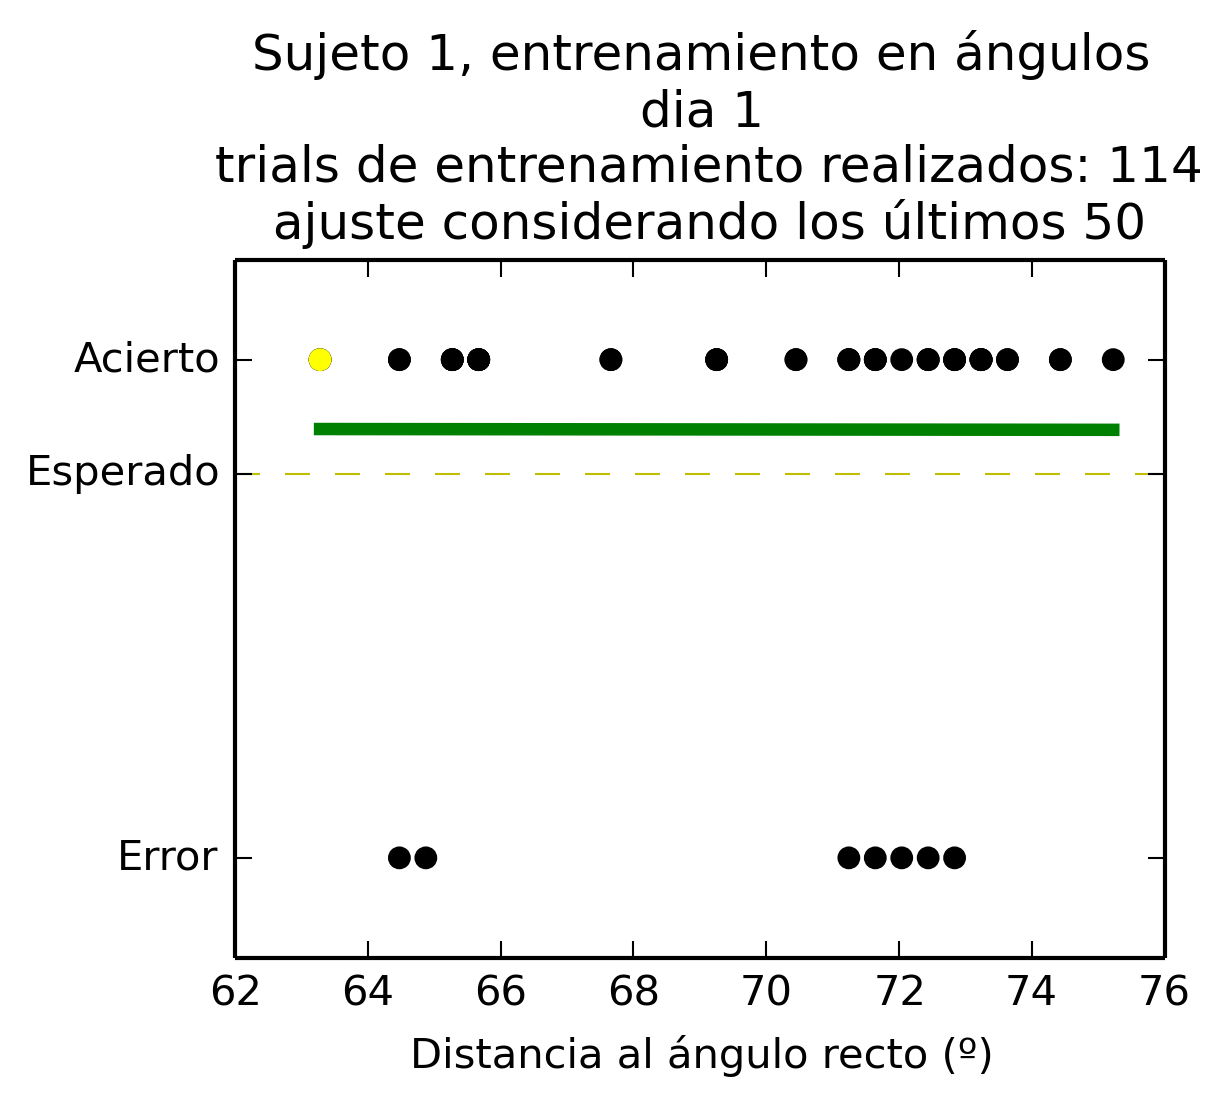 Sujeto 1, entrenamiento en ángulos
dia 1
trials de entrenamiento realizados: 114
ajuste considerando los últimos 50
Acierto
Esperado
Error
62 64 66 68 70 72 74 76
Distancia al ángulo recto (º)